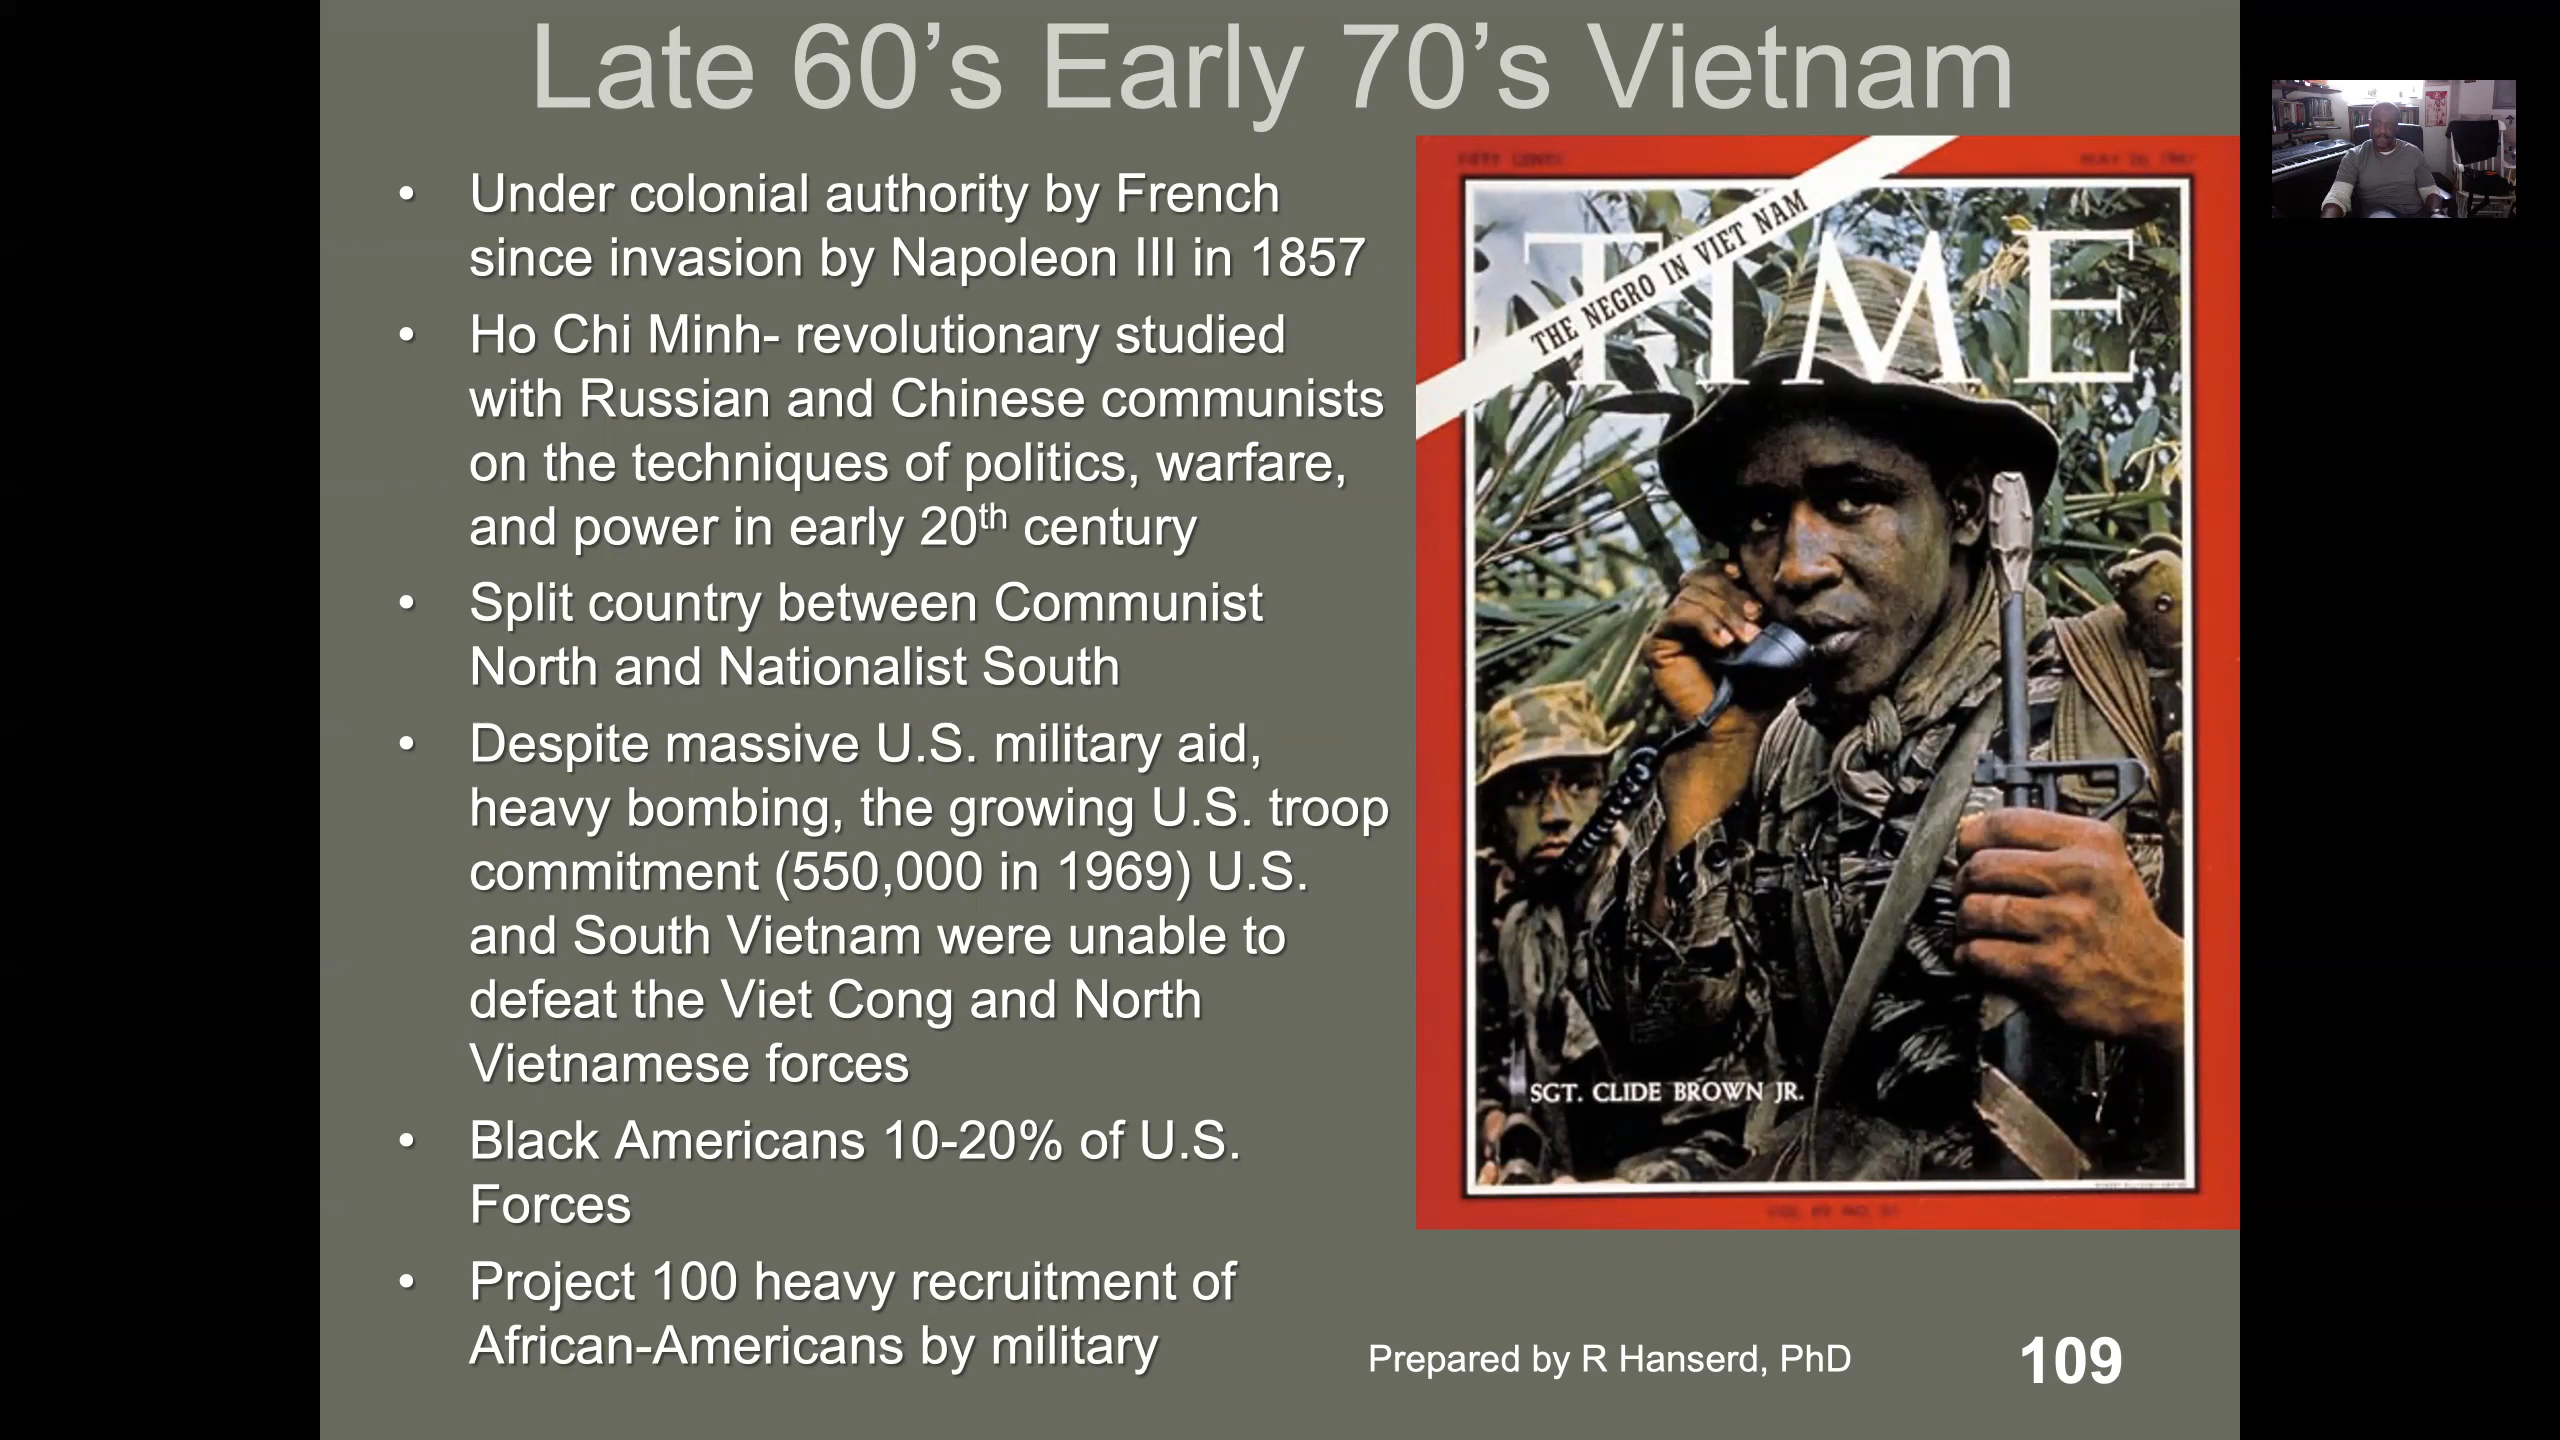 Late 60’s Early 70’s Vietnam
• Under colonial authority by French
since invasion by Napoleon III in 1857
• Ho Chi Minh- revolutionary studied
with Russian and Chinese communists
on the techniques of politics, warfare,
and power in early 20th century
• Split country between Communist
North and Nationalist South
• Despite massive U.S. military aid,
heavy bombing, the growing U.S. troop
commitment (550,000 in 1969) U.S.
and South Vietnam were unable to
defeat the Viet Cong and North
Vietnamese forces
• Black Americans 10-20% of U.S.
Forces
• Project 100 heavy recruitment of
African-Americans by military
FIFTY CENTS
THE NEGRO IN VIET NAM
TIME
SGT. CLIDE BROWN JR.
Prepared by R Hanserd, PhD
109